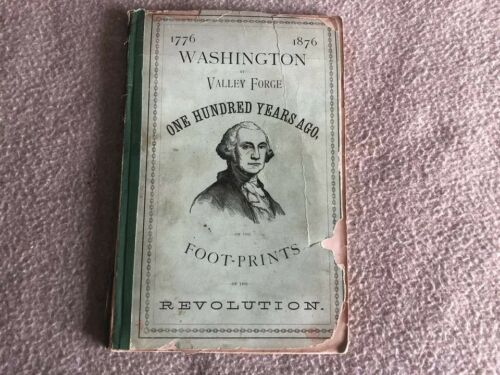 1776 1876
WASHINGTON
AT
VALLEY FORGE
ONE HUNDRED YEARS AGO,
OR THE
FOOT-PRINTS
OF THE
REVOLUTION.